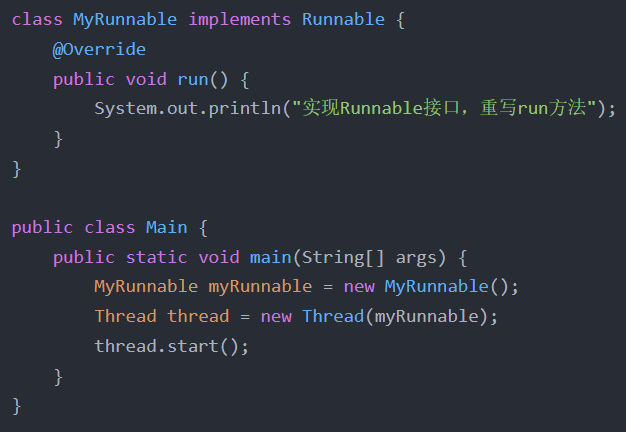 class MyRunnable implements Runnable {
    @Override
    public void run() {
        System.out.println("实现Runnable接口，重写run方法");
    }
}

public class Main {
    public static void main(String[] args) {
        MyRunnable myRunnable = new MyRunnable();
        Thread thread = new Thread(myRunnable);
        thread.start();
    }
}